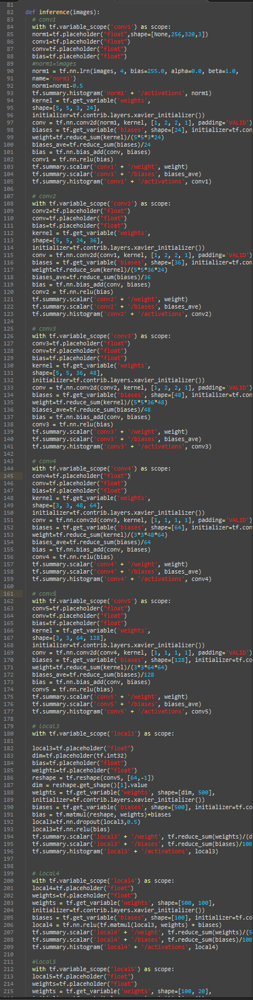 81
82 def inference(images):
83 # conv1
84 with tf.variable_scope('conv1') as scope:
85 norm1=tf.placeholder("float",shape=[None,256,320,3])
86 conv1=tf.placeholder("float")
87 conv=tf.placeholder("float")
88 bias=tf.placeholder("float")
89 #norm1=images
90 norm1 = tf.nn.lrn(images, 4, bias=255.0, alpha=0.0, beta=1.0,
91 name='norm1')
92 norm1=norm1-0.5
93 tf.summary.histogram('norm1' + '/activations', norm1)
94 kernel = tf.get_variable('weights',
95 shape=[5, 5, 3, 24],
96 initializer=tf.contrib.layers.xavier_initializer())
97 conv = tf.nn.conv2d(norm1, kernel, [1, 2, 2, 1], padding='VALID')
98 biases = tf.get_variable('biases', shape=[24], initializer=tf.con
99 weight=tf.reduce_sum(kernel)/(5*5*3*24)
100 biases_ave=tf.reduce_sum(biases)/24
101 bias = tf.nn.bias_add(conv, biases)
102 conv1 = tf.nn.relu(bias)
103 tf.summary.scalar('conv1' + '/weight', weight)
104 tf.summary.scalar('conv1' + '/biases', biases_ave)
105 tf.summary.histogram('conv1' + '/activations', conv1)
106
107 # conv2
108 with tf.variable_scope('conv2') as scope:
109 conv2=tf.placeholder("float")
110 conv=tf.placeholder("float")
111 bias=tf.placeholder("float")
112 kernel = tf.get_variable('weights',
113 shape=[5, 5, 24, 36],
114 initializer=tf.contrib.layers.xavier_initializer())
115 conv = tf.nn.conv2d(conv1, kernel, [1, 2, 2, 1], padding='VALID')
116 biases = tf.get_variable('biases', shape=[36], initializer=tf.con
117 weight=tf.reduce_sum(kernel)/(5*5*36*24)
118 biases_ave=tf.reduce_sum(biases)/36
119 bias = tf.nn.bias_add(conv, biases)
120 conv2 = tf.nn.relu(bias)
121 tf.summary.scalar('conv2' + '/weight', weight)
122 tf.summary.scalar('conv2' + '/biases', biases_ave)
123 tf.summary.histogram('conv2' + '/activations', conv2)
124
125 # conv3
126 with tf.variable_scope('conv3') as scope:
127 conv3=tf.placeholder("float")
128 conv=tf.placeholder("float")
129 bias=tf.placeholder("float")
130 kernel = tf.get_variable('weights',
131 shape=[5, 5, 36, 48],
132 initializer=tf.contrib.layers.xavier_initializer())
133 conv = tf.nn.conv2d(conv2, kernel, [1, 2, 2, 1], padding='VALID')
134 biases = tf.get_variable('biases', shape=[48], initializer=tf.con
135 weight=tf.reduce_sum(kernel)/(5*5*36*48)
136 biases_ave=tf.reduce_sum(biases)/48
137 bias = tf.nn.bias_add(conv, biases)
138 conv3 = tf.nn.relu(bias)
139 tf.summary.scalar('conv3' + '/weight', weight)
140 tf.summary.scalar('conv3' + '/biases', biases_ave)
141 tf.summary.histogram('conv3' + '/activations', conv3)
142
143 # conv4
144 with tf.variable_scope('conv4') as scope:
145 conv4=tf.placeholder("float")
146 conv=tf.placeholder("float")
147 bias=tf.placeholder("float")
148 kernel = tf.get_variable('weights',
149 shape=[3, 3, 48, 64],
150 initializer=tf.contrib.layers.xavier_initializer())
151 conv = tf.nn.conv2d(conv3, kernel, [1, 1, 1, 1], padding='VALID')
152 biases = tf.get_variable('biases', shape=[64], initializer=tf.con
153 weight=tf.reduce_sum(kernel)/(3*3*48*64)
154 biases_ave=tf.reduce_sum(biases)/64
155 bias = tf.nn.bias_add(conv, biases)
156 conv4 = tf.nn.relu(bias)
157 tf.summary.scalar('conv4' + '/weight', weight)
158 tf.summary.scalar('conv4' + '/biases', biases_ave)
159 tf.summary.histogram('conv4' + '/activations', conv4)
160
161 # conv5
162 with tf.variable_scope('conv5') as scope:
163 conv5=tf.placeholder("float")
164 conv=tf.placeholder("float")
165 bias=tf.placeholder("float")
166 kernel = tf.get_variable('weights',
167 shape=[3, 3, 64, 128],
168 initializer=tf.contrib.layers.xavier_initializer())
169 conv = tf.nn.conv2d(conv4, kernel, [1, 1, 1, 1], padding='VALID')
170 biases = tf.get_variable('biases', shape=[128], initializer=tf.co
171 weight=tf.reduce_sum(kernel)/(3*3*64*64)
172 biases_ave=tf.reduce_sum(biases)/128
173 bias = tf.nn.bias_add(conv, biases)
174 conv5 = tf.nn.relu(bias)
175 tf.summary.scalar('conv5' + '/weight', weight)
176 tf.summary.scalar('conv5' + '/biases', biases_ave)
177 tf.summary.histogram('conv5' + '/activations', conv5)
178
179 # local3
180 with tf.variable_scope('local3') as scope:
181
182 local3=tf.placeholder("float")
183 dim=tf.placeholder(tf.int32)
184 bias=tf.placeholder("float")
185 weights=tf.placeholder("float")
186 reshape = tf.reshape(conv5, [64,-1])
187 dim = reshape.get_shape()[1].value
188 weights = tf.get_variable('weights', shape=[dim, 500],
189 initializer=tf.contrib.layers.xavier_initializer())
190 biases = tf.get_variable('biases', shape=[500], initializer=tf.co
191 bias = tf.matmul(reshape, weights)+biases
192 local3=tf.nn.dropout(local3,0.5)
193 local3=tf.nn.relu(bias)
194 tf.summary.scalar('local3' + '/weight', tf.reduce_sum(weights)/(d
195 tf.summary.scalar('local3' + '/biases', tf.reduce_sum(biases)/100
196 tf.summary.histogram('local3' + '/activations', local3)
197
198
199 # local4
200 with tf.variable_scope('local4') as scope:
201 local4=tf.placeholder("float")
202 weights=tf.placeholder("float")
203 weights = tf.get_variable('weights', shape=[500, 100],
204 initializer=tf.contrib.layers.xavier_initializer())
205 biases = tf.get_variable('biases', shape=[100], initializer=tf.co
206 local4 = tf.nn.relu(tf.matmul(local3, weights) + biases)
207 tf.summary.scalar('local4' + '/weight', tf.reduce_sum(weights)/(5
208 tf.summary.scalar('local4' + '/biases', tf.reduce_sum(biases)/100
209 tf.summary.histogram('local4' + '/activations', local4)
210
211 #local5
212 with tf.variable_scope('local5') as scope:
213 local5=tf.placeholder("float")
214 weights=tf.placeholder("float")
215 weights = tf.get_variable('weights', shape=[100, 20],